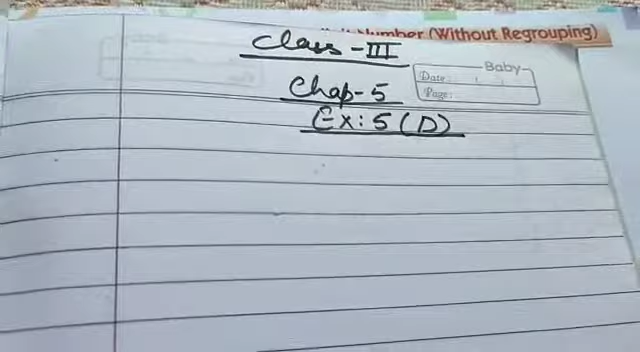 Number (Without Regrouping)
Class - III
Baby
Date:
Chap-5
Page:
Ex: 5 (D)